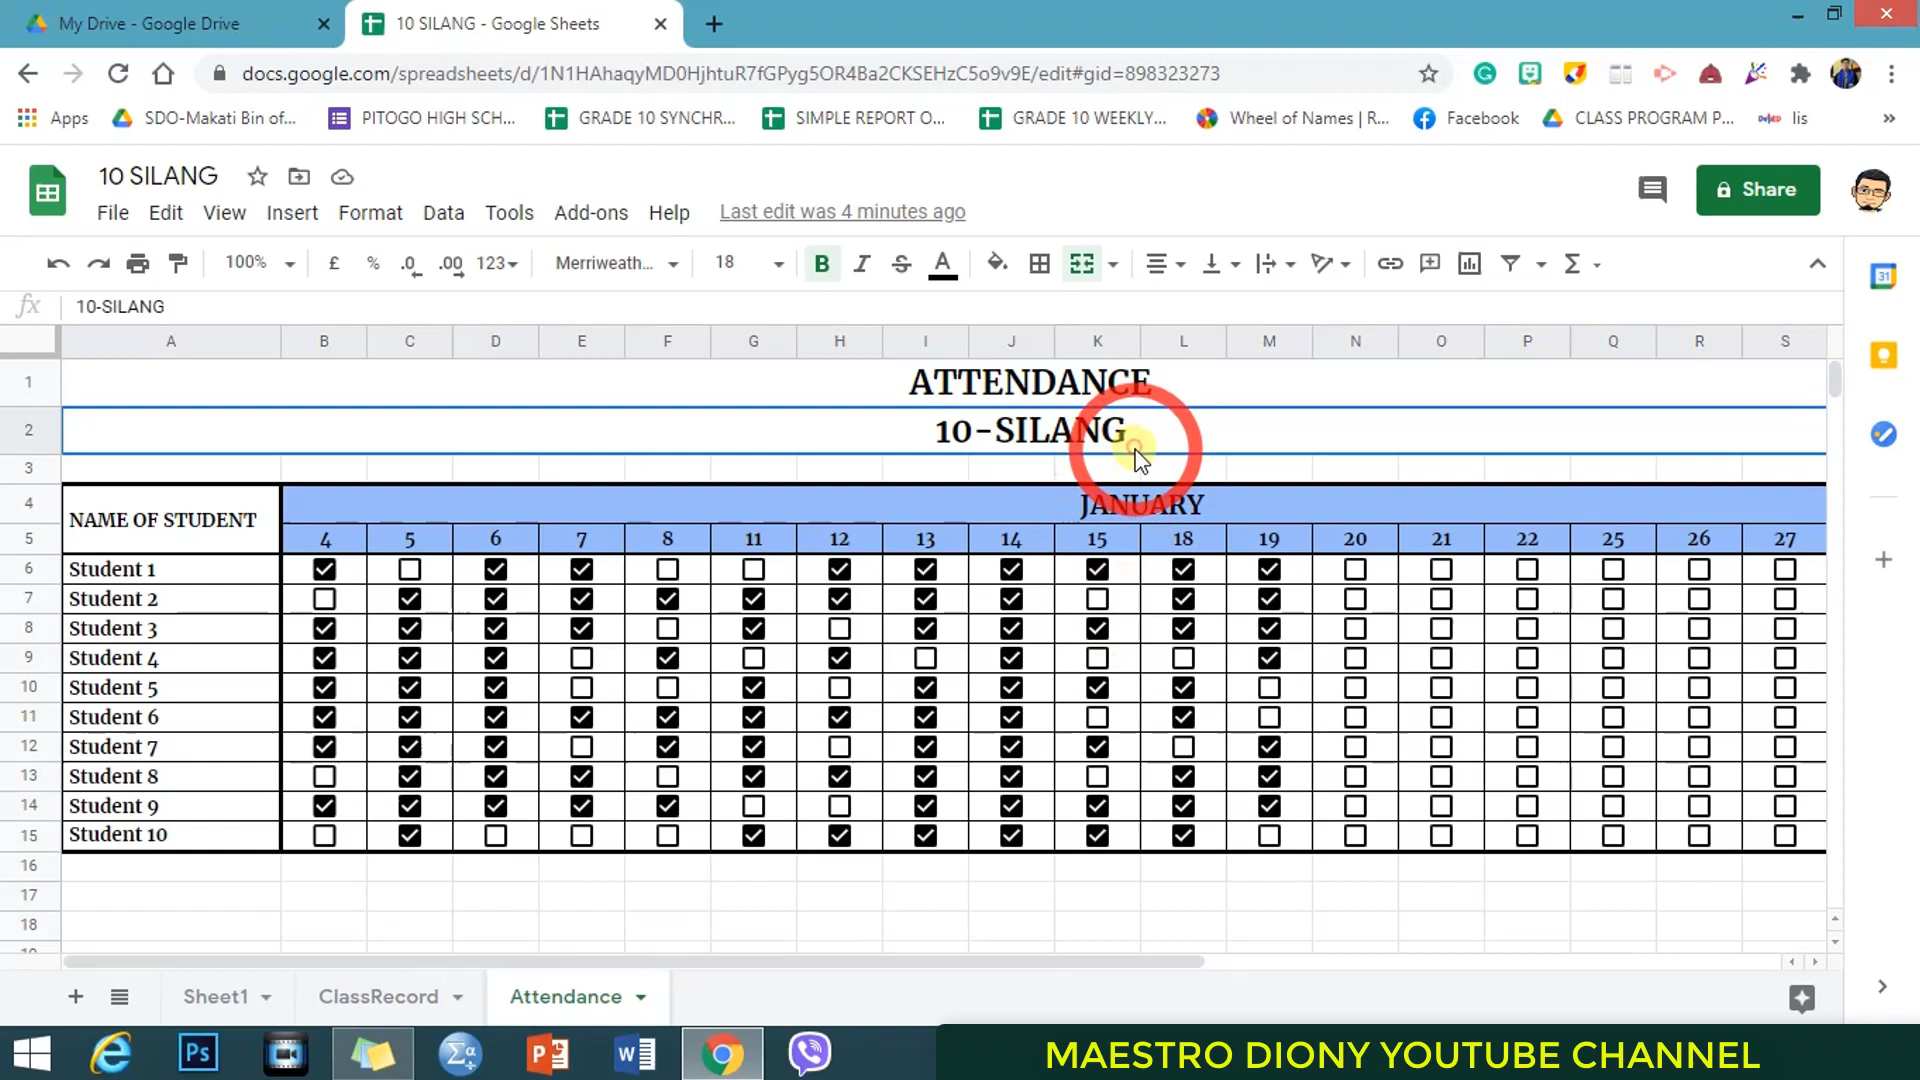 My Drive - Google Drive
10 SILANG - Google Sheets
docs.google.com/spreadsheets/d/1N1HAhaqyMD0HjhtuR7fGPyg5OR4Ba2CKSEHzC5o9v9E/edit#gid=898323273
Apps SDO-Makati Bin of... PITOGO HIGH SCH... GRADE 10 SYNCHR... SIMPLE REPORT O... GRADE 10 WEEKLY... Wheel of Names | R... Facebook CLASS PROGRAM P... lis
10 SILANG
Share
File Edit View Insert Format Data Tools Add-ons Help Last edit was 4 minutes ago
100% £ % .0 .00 123 Merriweath... 18 B I S A
fx 10-SILANG
A B C D E F G H I J K L M N O P Q R S
1 ATTENDANCE
2 10-SILANG
3
4 NAME OF STUDENT JANUARY
5 4 5 6 7 8 11 12 13 14 15 18 19 20 21 22 25 26 27
6 Student 1
7 Student 2
8 Student 3
9 Student 4
10 Student 5
11 Student 6
12 Student 7
13 Student 8
14 Student 9
15 Student 10
16
17
18
31
Sheet1 ClassRecord Attendance
Ps
MAESTRO DIONY YOUTUBE CHANNEL